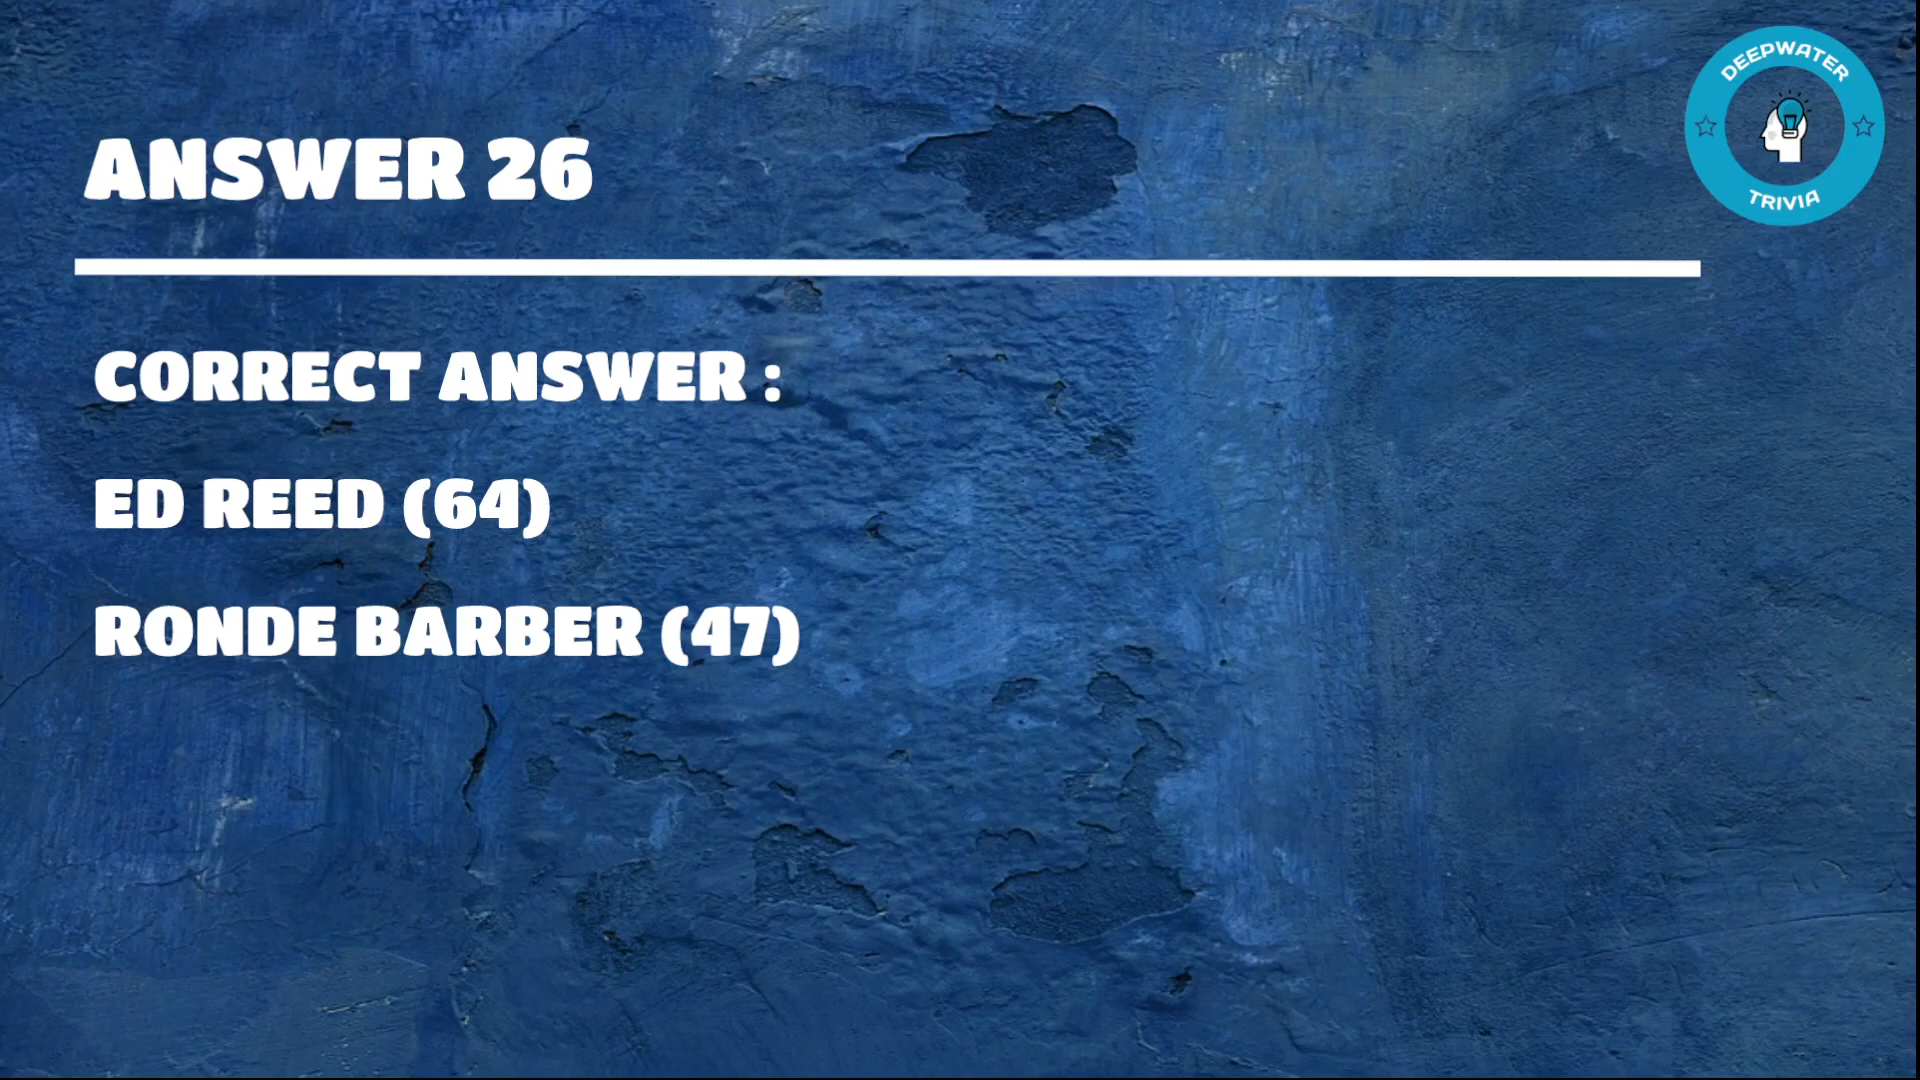 DEEPWATER
TRIVIA
ANSWER 26
CORRECT ANSWER :
ED REED (64)
RONDE BARBER (47)